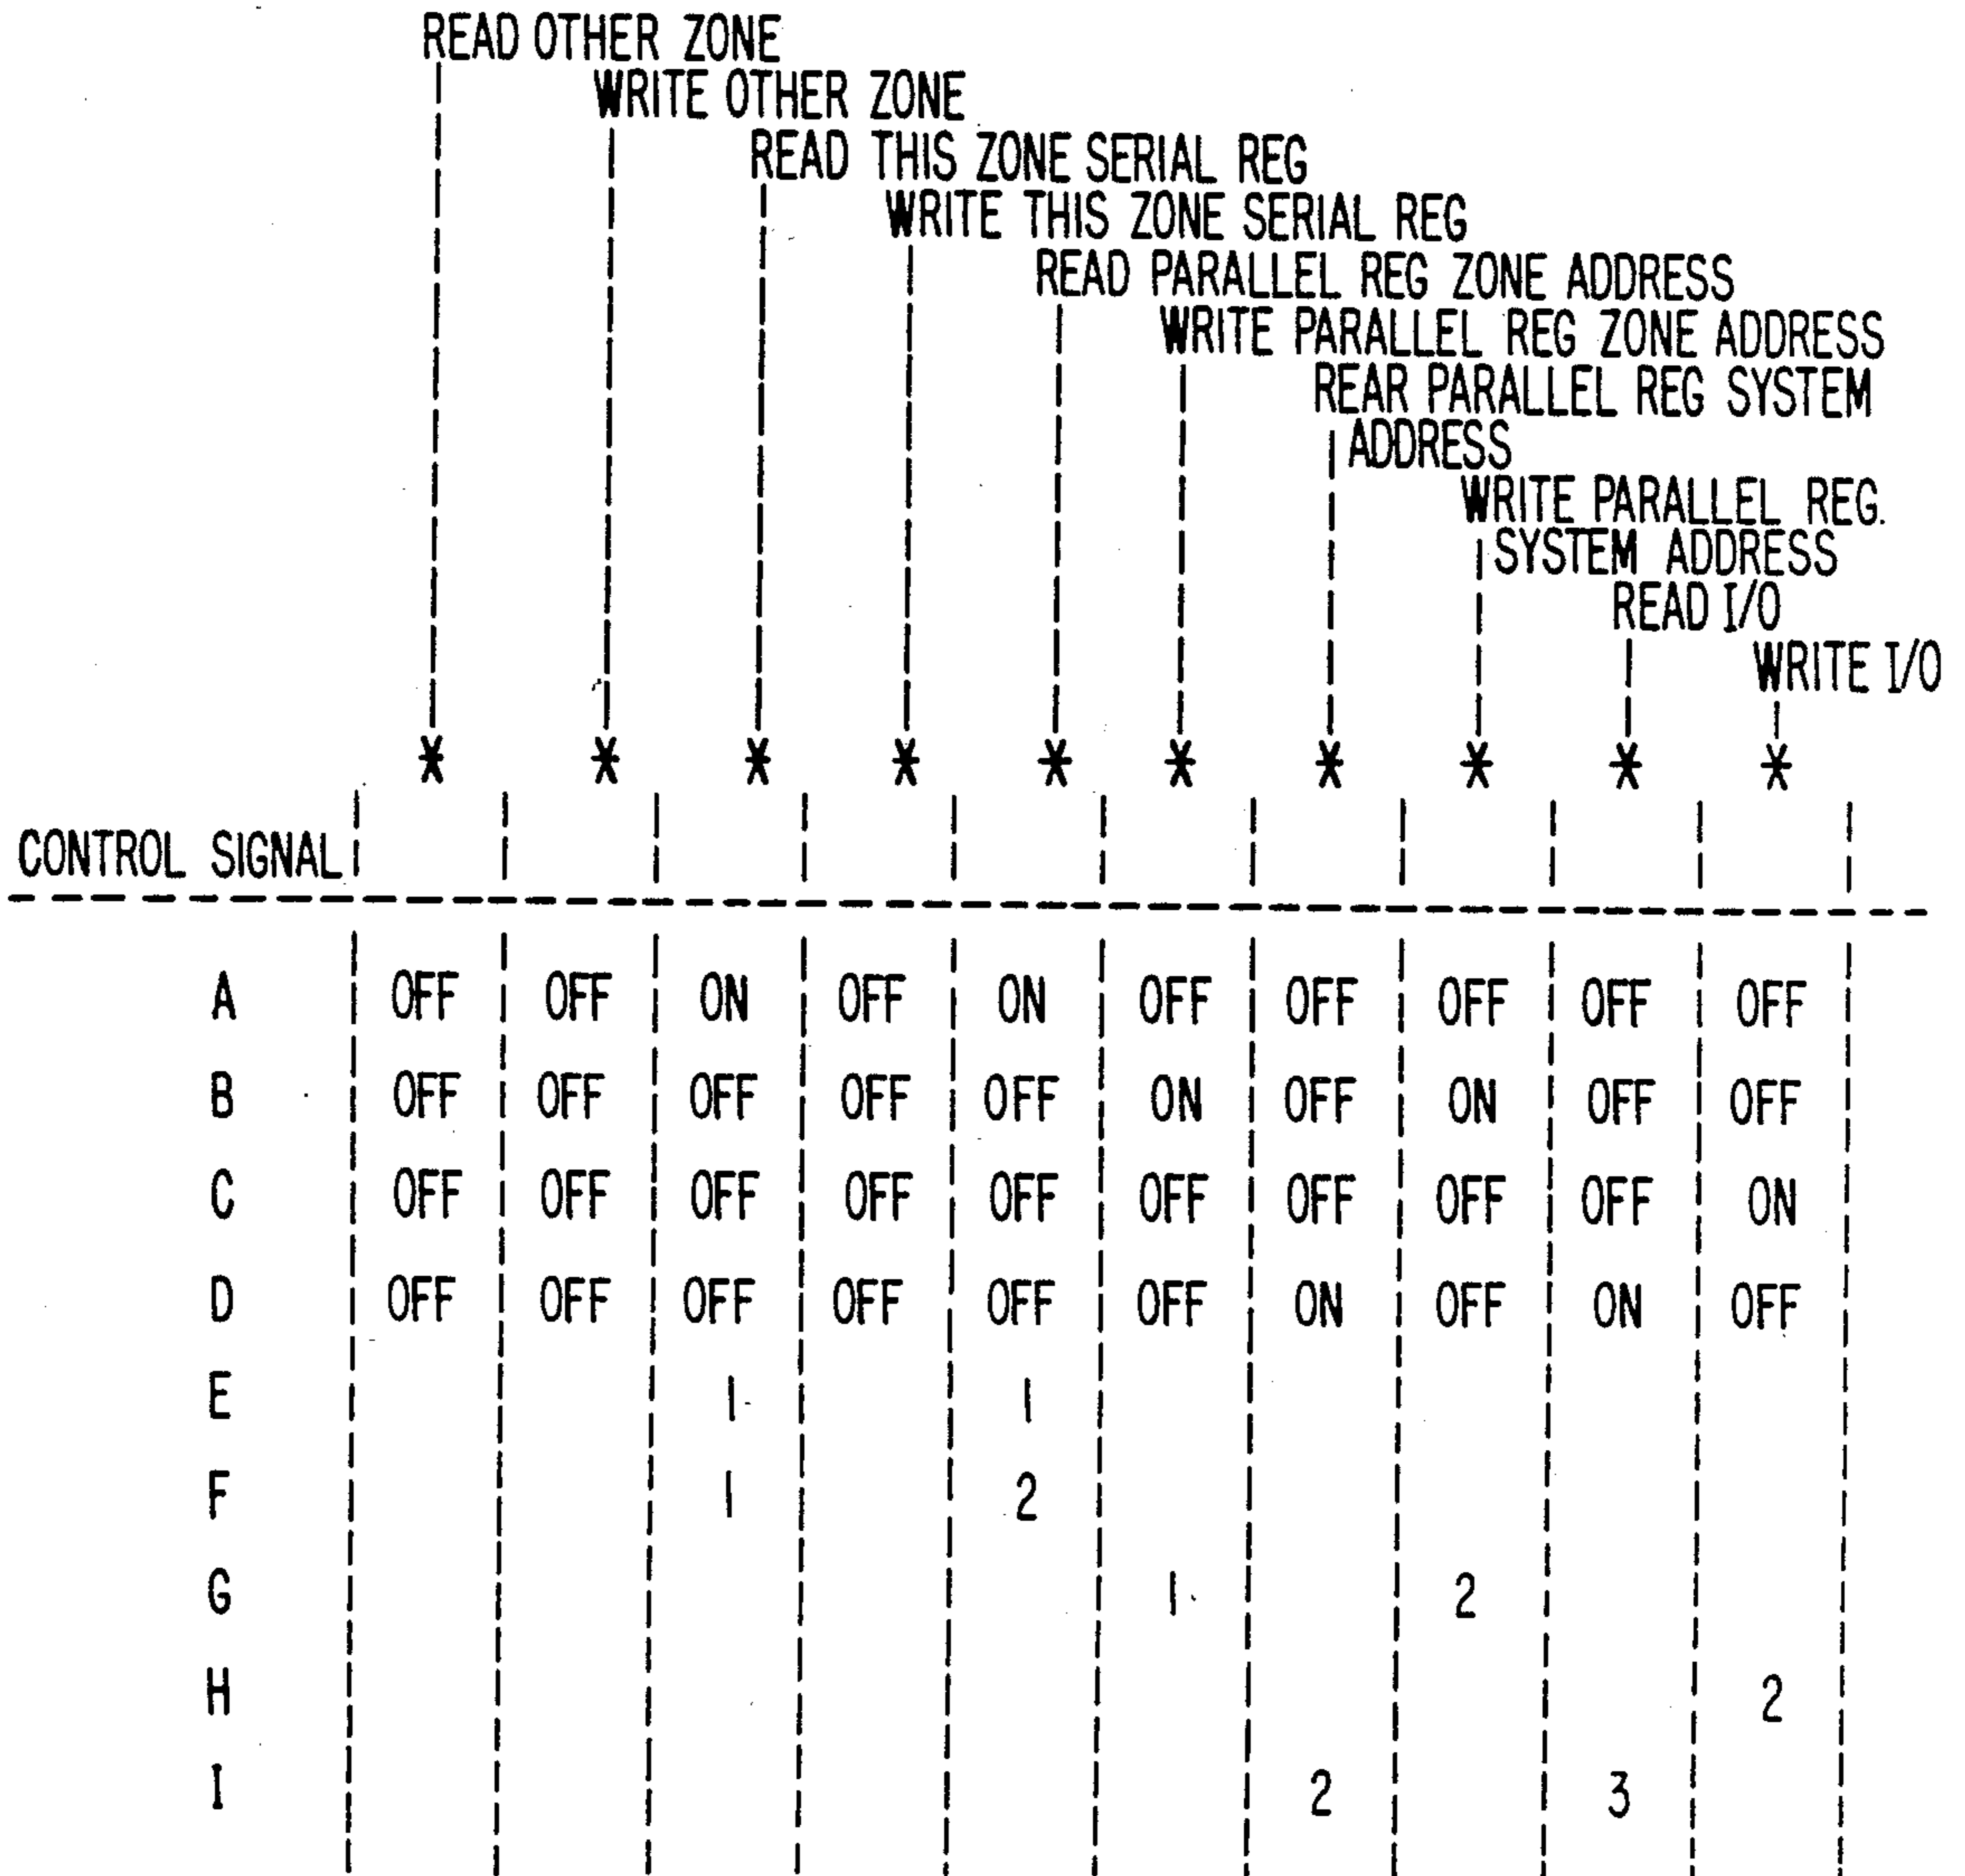 READ OTHER ZONE
WRITE OTHER ZONE
READ THIS ZONE SERIAL REG
WRITE THIS ZONE SERIAL REG
READ PARALLEL REG ZONE ADDRESS
WRITE PARALLEL REG ZONE ADDRESS
REAR PARALLEL REG SYSTEM
ADDRESS
WRITE PARALLEL REG.
SYSTEM ADDRESS
READ I/O
WRITE I/O
* * * * * * * * * *
CONTROL SIGNAL
A OFF OFF ON OFF ON OFF OFF OFF OFF OFF
B OFF OFF OFF OFF OFF ON OFF ON OFF OFF
C OFF OFF OFF OFF OFF OFF OFF OFF OFF ON
D OFF OFF OFF OFF OFF OFF ON OFF ON OFF
E 1 1
F 1 2
G 1 2
H 2
I 2 3